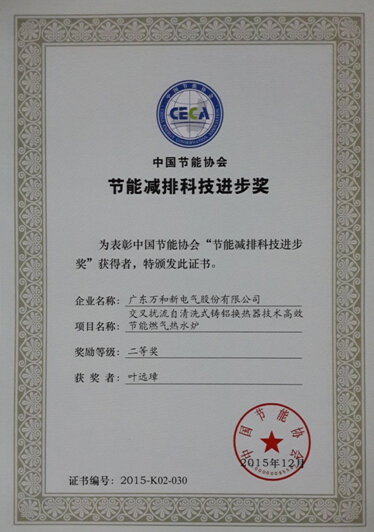 CECA
中国节能协会
节能减排科技进步奖
为表彰中国节能协会“节能减排科技进步
奖”获得者，特颁发此证书。
企业名称：广东万和新电气股份有限公司
交叉扰流自清洗式铸铝换热器技术高效
项目名称：节能燃气热水炉
奖励等级：二等奖
获 奖 者：叶远璋
中国节能协会
2015年12月
证书编号：2015-K02-030